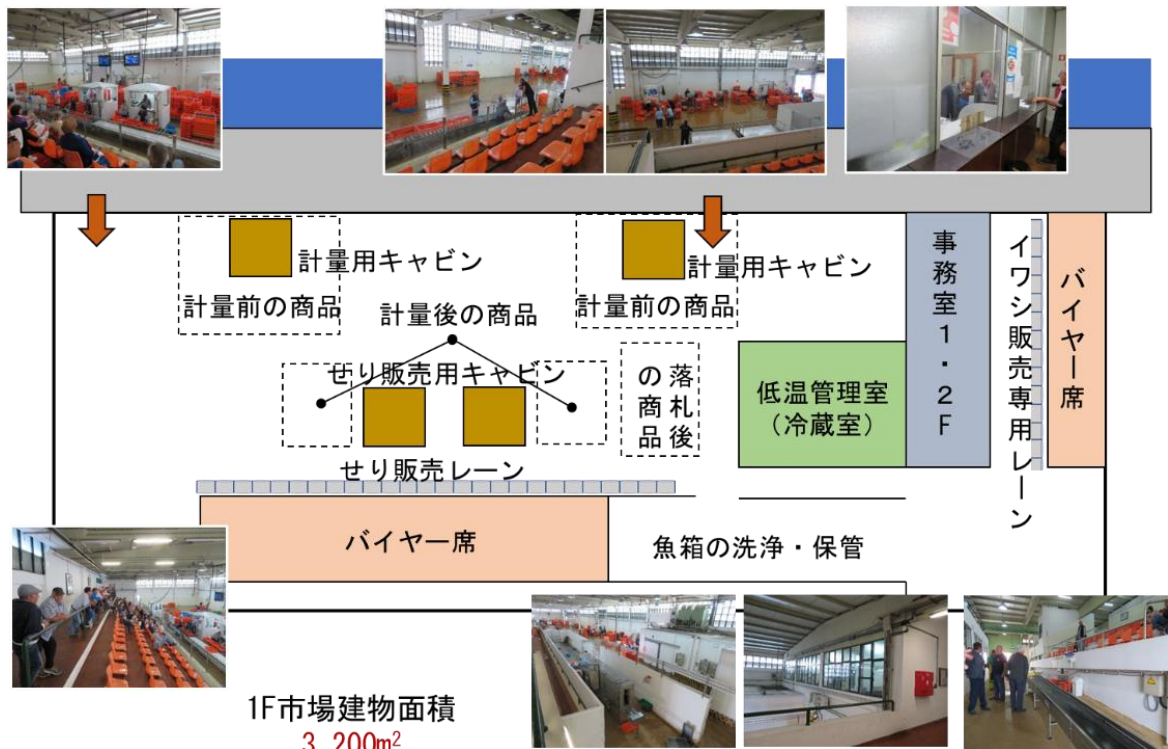 計量用キャビン
計量前の商品
計量用キャビン
計量前の商品
計量後の商品
せり販売用キャビン
落札後
の商品
低温管理室
(冷蔵室)
事務室1・2F
イワシ販売専用レーン
バイヤー席
せり販売レーン
バイヤー席
魚箱の洗浄・保管
1F市場建物面積
3,200m²